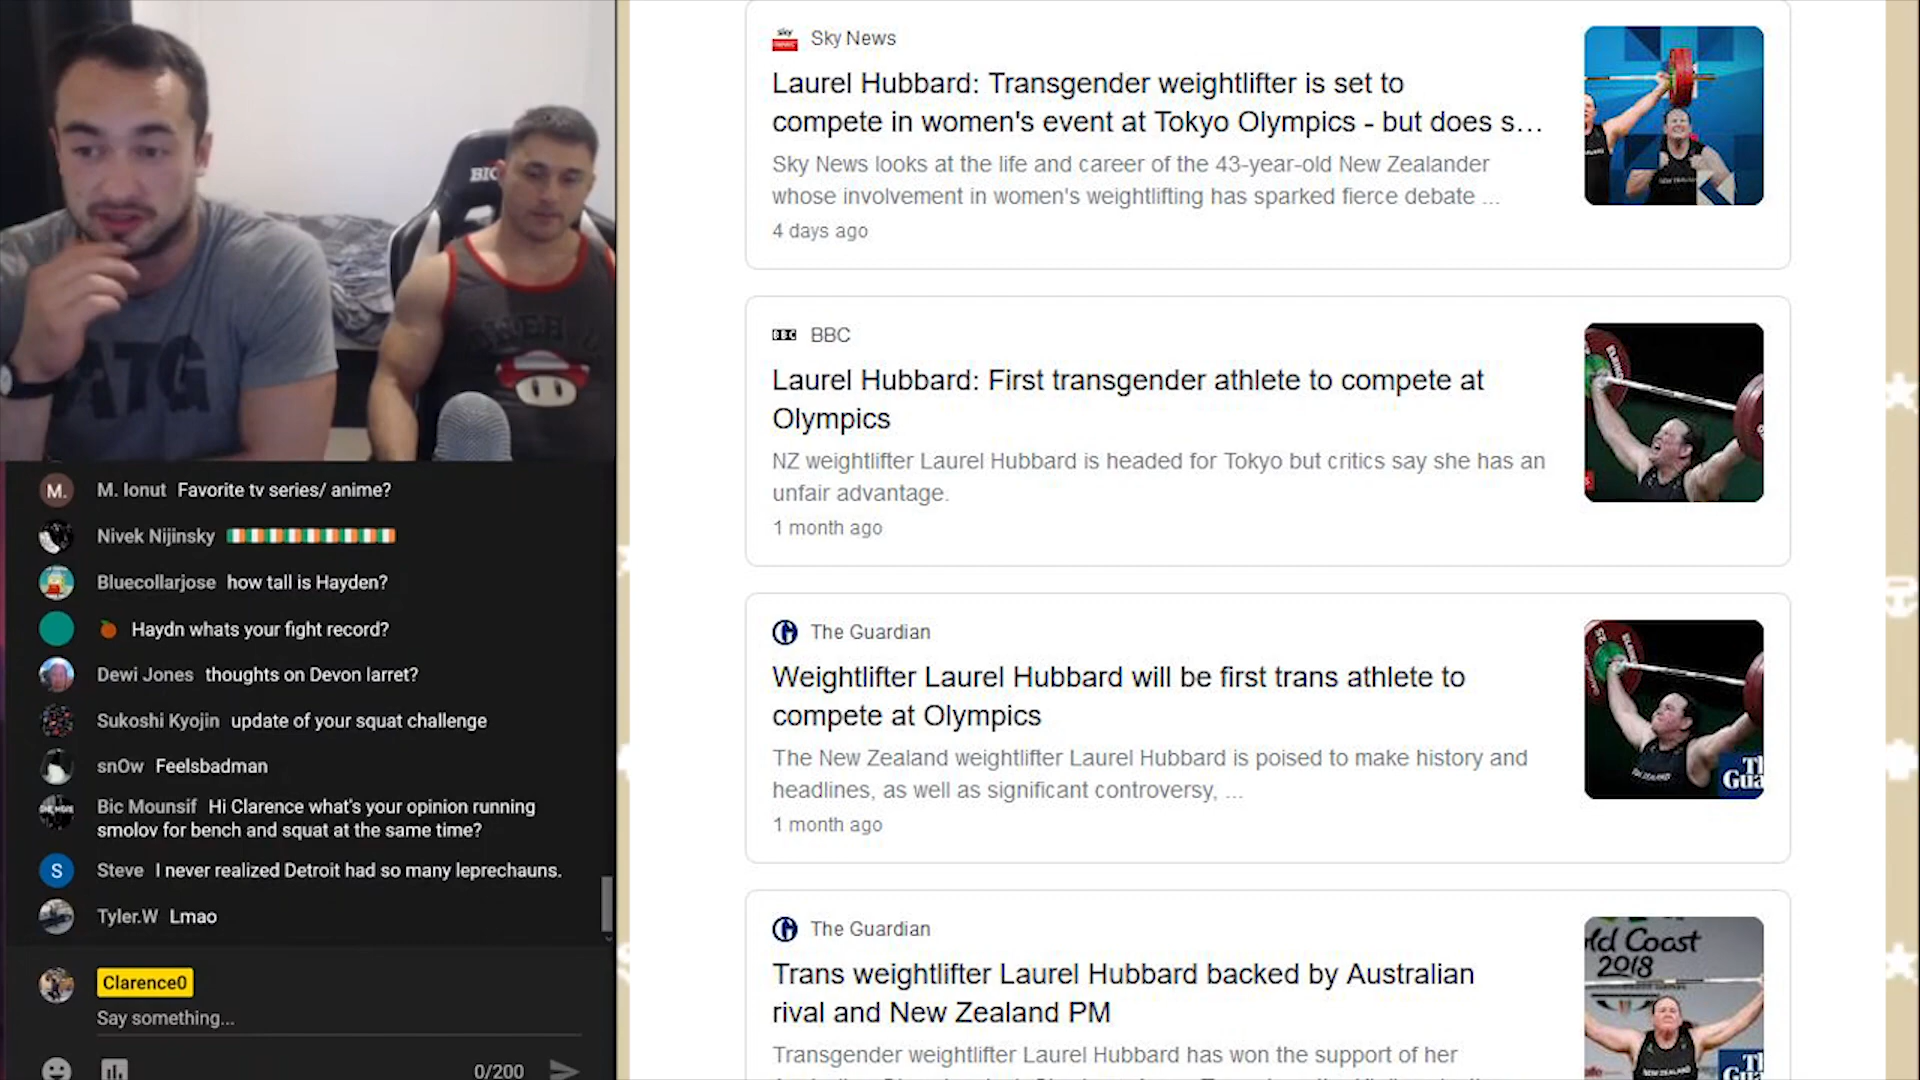 BIG
ATG
M. Ionut Favorite tv series/ anime?
Nivek Nijinsky
Bluecollarjose how tall is Hayden?
Haydn whats your fight record?
Dewi Jones thoughts on Devon larret?
Sukoshi Kyojin update of your squat challenge
sn0w Feelsbadman
Bic Mounsif Hi Clarence what's your opinion running
smolov for bench and squat at the same time?
S Steve I never realized Detroit had so many leprechauns.
Tyler.W Lmao
Clarence0
Say something...
0/200
sky news Sky News
Laurel Hubbard: Transgender weightlifter is set to
compete in women's event at Tokyo Olympics - but does s...
Sky News looks at the life and career of the 43-year-old New Zealander
whose involvement in women's weightlifting has sparked fierce debate ...
4 days ago
BBC BBC
Laurel Hubbard: First transgender athlete to compete at
Olympics
NZ weightlifter Laurel Hubbard is headed for Tokyo but critics say she has an
unfair advantage.
1 month ago
The Guardian
Weightlifter Laurel Hubbard will be first trans athlete to
compete at Olympics
The New Zealand weightlifter Laurel Hubbard is poised to make history and
headlines, as well as significant controversy, ...
1 month ago
Gua
The Guardian
Trans weightlifter Laurel Hubbard backed by Australian
rival and New Zealand PM
Transgender weightlifter Laurel Hubbard has won the support of her
ld Coast
2018
NEW ZEALAND